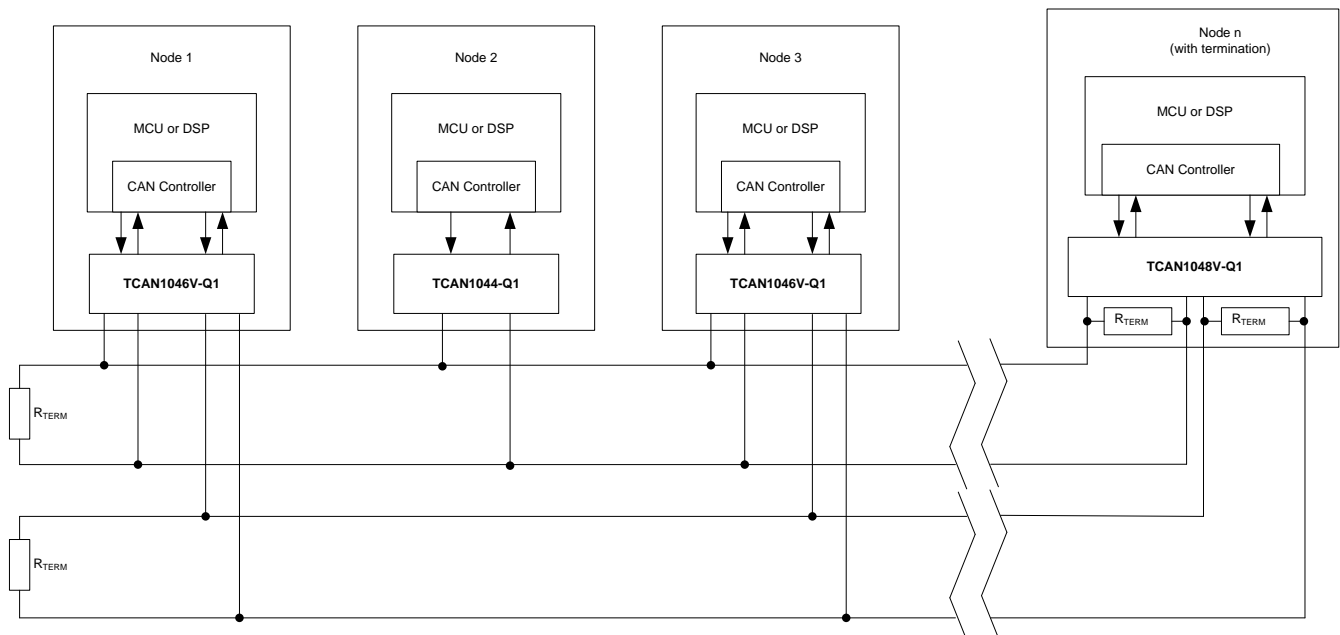 Node 1
MCU or DSP
CAN Controller
TCAN1046V-Q1
Node 2
MCU or DSP
CAN Controller
TCAN1044-Q1
Node 3
MCU or DSP
CAN Controller
TCAN1046V-Q1
Node n
(with termination)
MCU or DSP
CAN Controller
TCAN1048V-Q1
RTERM
RTERM
RTERM
RTERM